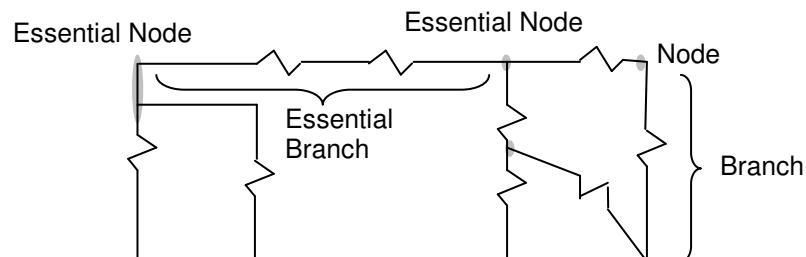 Essential Node
Essential Node
Node
Essential
Branch
Branch